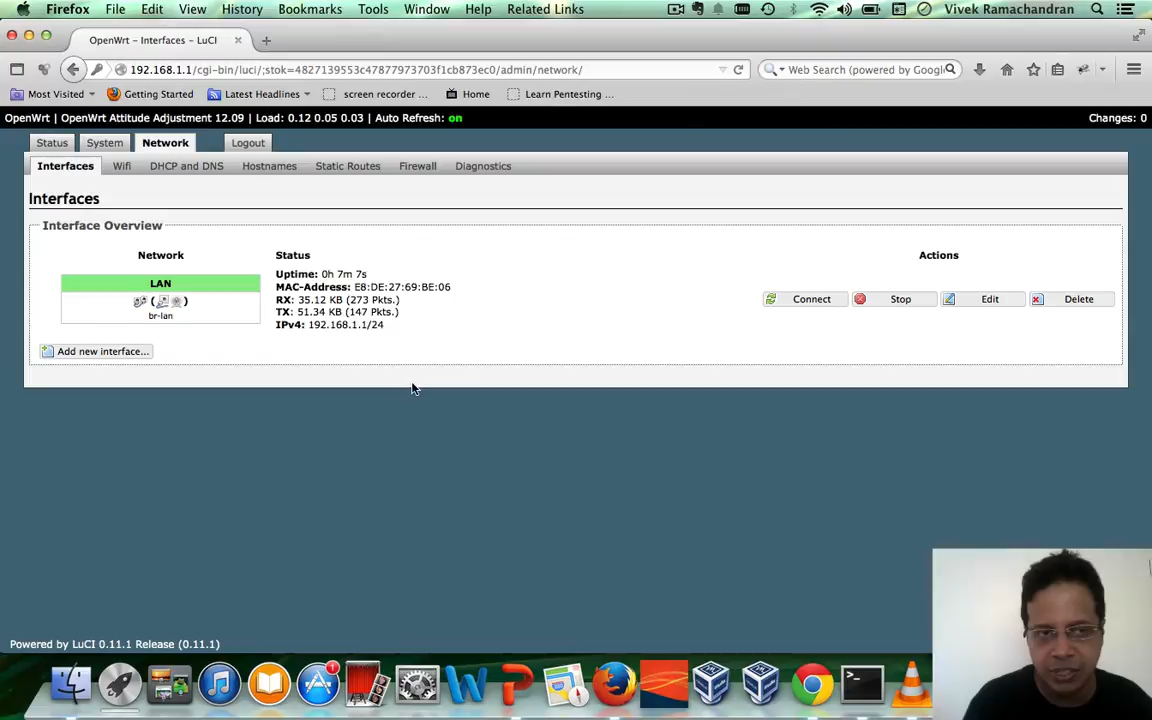 Firefox File Edit View History Bookmarks Tools Window Help Related Links Vivek Ramachandran
OpenWrt - Interfaces - LuCI
192.168.1.1/cgi-bin/luci/;stok=4827139553c47877973703f1cb873ec0/admin/network/
Web Search (powered by Googl
Most Visited Getting Started Latest Headlines screen recorder ... Home Learn Pentesting ...
OpenWrt | OpenWrt Attitude Adjustment 12.09 | Load: 0.12 0.05 0.03 | Auto Refresh: on Changes: 0
Status System Network Logout
Interfaces Wifi DHCP and DNS Hostnames Static Routes Firewall Diagnostics
Interfaces
Interface Overview
Network Status Actions
LAN
br-lan
Uptime: 0h 7m 7s
MAC-Address: E8:DE:27:69:BE:06
RX: 35.12 KB (273 Pkts.)
TX: 51.34 KB (147 Pkts.)
IPv4: 192.168.1.1/24
Connect Stop Edit Delete
Add new interface...
Powered by LuCI 0.11.1 Release (0.11.1)